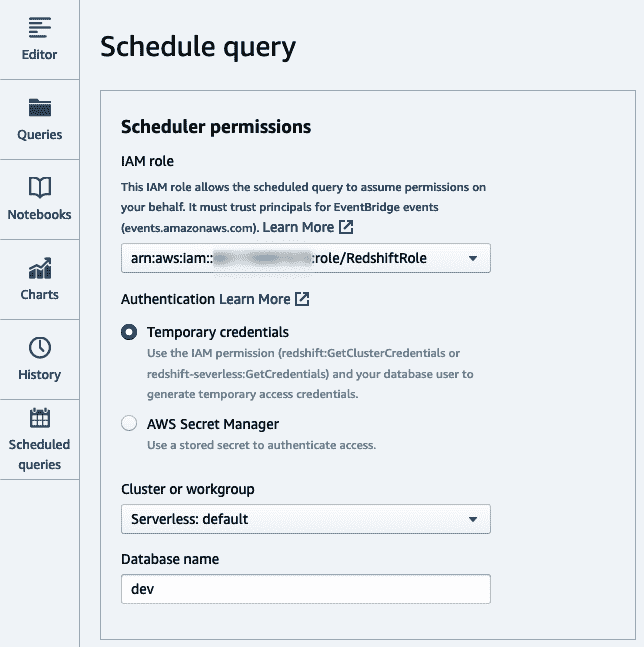 Editor
Queries
Notebooks
Charts
History
Scheduled
queries
Schedule query
Scheduler permissions
IAM role
This IAM role allows the scheduled query to assume permissions on
your behalf. It must trust principals for EventBridge events
(events.amazonaws.com). Learn More
arn:aws:iam:: :role/RedshiftRole
Authentication Learn More
Temporary credentials
Use the IAM permission (redshift:GetClusterCredentials or
redshift-severless:GetCredentials) and your database user to
generate temporary access credentials.
AWS Secret Manager
Use a stored secret to authenticate access.
Cluster or workgroup
Serverless: default
Database name
dev